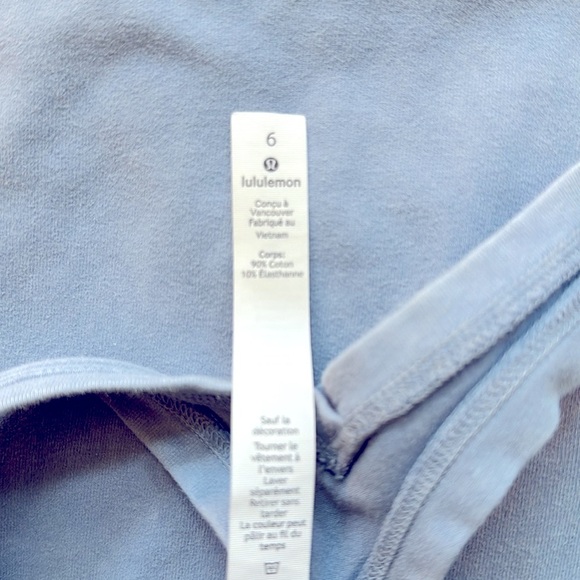 6
lululemon
Conçu à
Vancouver
Fabriqué au
Vietnam
Corps:
90% Coton
10% Élasthanne
Sauf la
décoration
Tourner le
vêtement à
l'envers
Laver
séparément
Retirer sans
tarder
La couleur peut
pâlir au fil du
temps